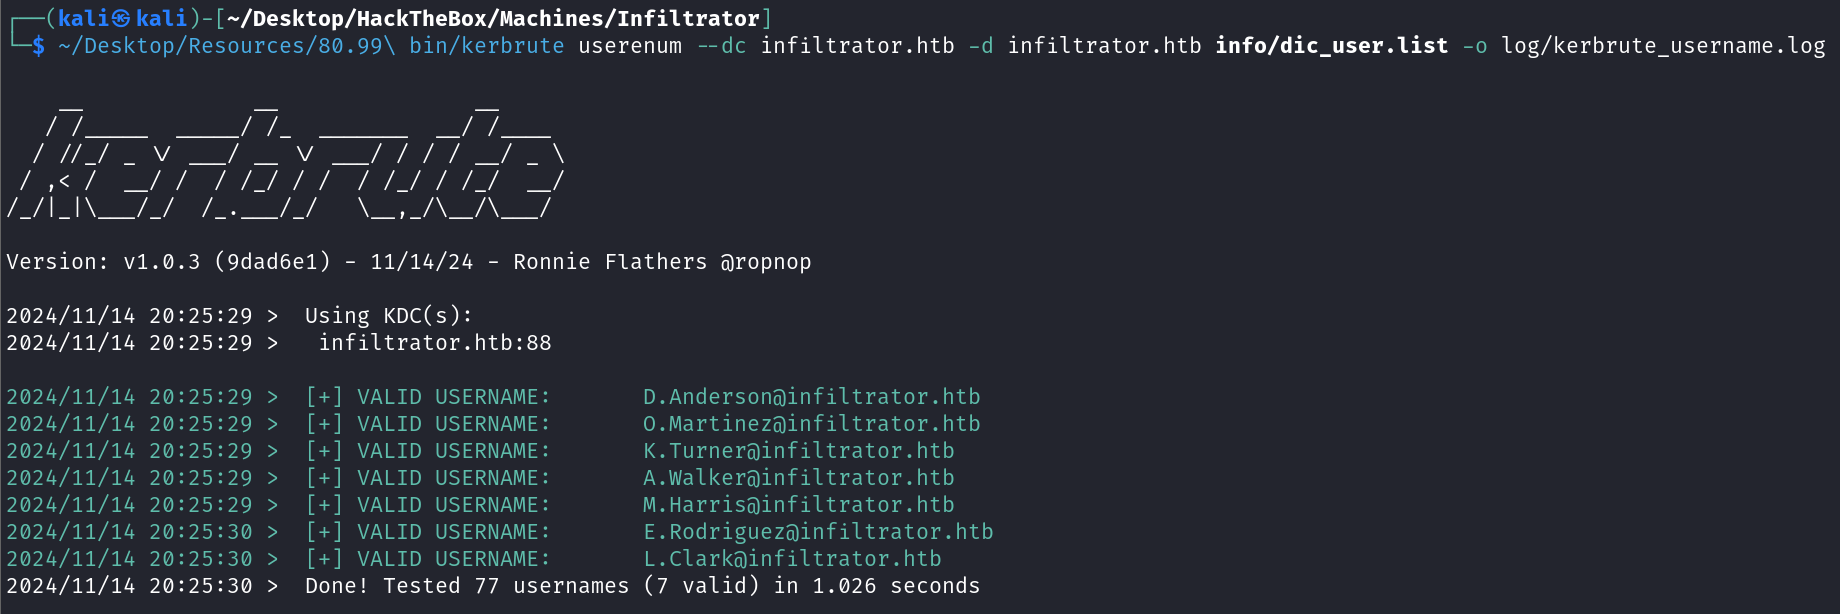 ┌──(kali㉿kali)-[~/Desktop/HackTheBox/Machines/Infiltrator]
└─$ ~/Desktop/Resources/80.99\ bin/kerbrute userenum --dc infiltrator.htb -d infiltrator.htb info/dic_user.list -o log/kerbrute_username.log
    __             __               __
   / /_____  _____/ /_  _______  __/ /____
  / //_/ _ \/ ___/ __ \/ ___/ / / / __/ _ \
 / ,< /  __/ /  / /_/ / /  / /_/ / /_/  __/
/_/|_|\___/_/  /_.___/_/   \__,_/\__/\___/
Version: v1.0.3 (9dad6e1) - 11/14/24 - Ronnie Flathers @ropnop
2024/11/14 20:25:29 >  Using KDC(s):
2024/11/14 20:25:29 >   infiltrator.htb:88
2024/11/14 20:25:29 >  [+] VALID USERNAME:       D.Anderson@infiltrator.htb
2024/11/14 20:25:29 >  [+] VALID USERNAME:       O.Martinez@infiltrator.htb
2024/11/14 20:25:29 >  [+] VALID USERNAME:       K.Turner@infiltrator.htb
2024/11/14 20:25:29 >  [+] VALID USERNAME:       A.Walker@infiltrator.htb
2024/11/14 20:25:29 >  [+] VALID USERNAME:       M.Harris@infiltrator.htb
2024/11/14 20:25:30 >  [+] VALID USERNAME:       E.Rodriguez@infiltrator.htb
2024/11/14 20:25:30 >  [+] VALID USERNAME:       L.Clark@infiltrator.htb
2024/11/14 20:25:30 >  Done! Tested 77 usernames (7 valid) in 1.026 seconds